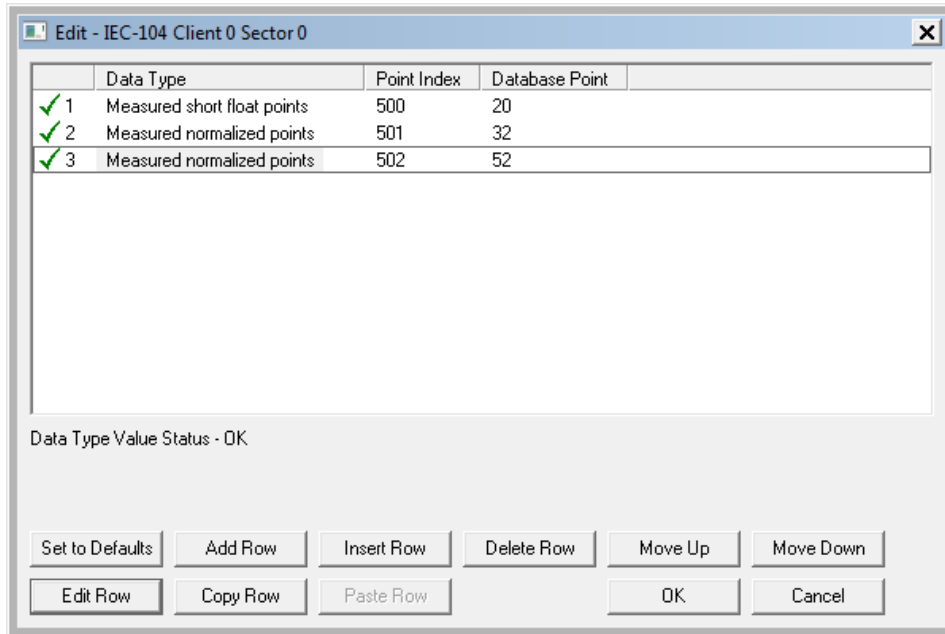 Edit - IEC-104 Client 0 Sector 0
Data Type Point Index Database Point
1 Measured short float points 500 20
2 Measured normalized points 501 32
3 Measured normalized points 502 52
Data Type Value Status - OK
Set to Defaults Add Row Insert Row Delete Row Move Up Move Down
Edit Row Copy Row Paste Row OK Cancel